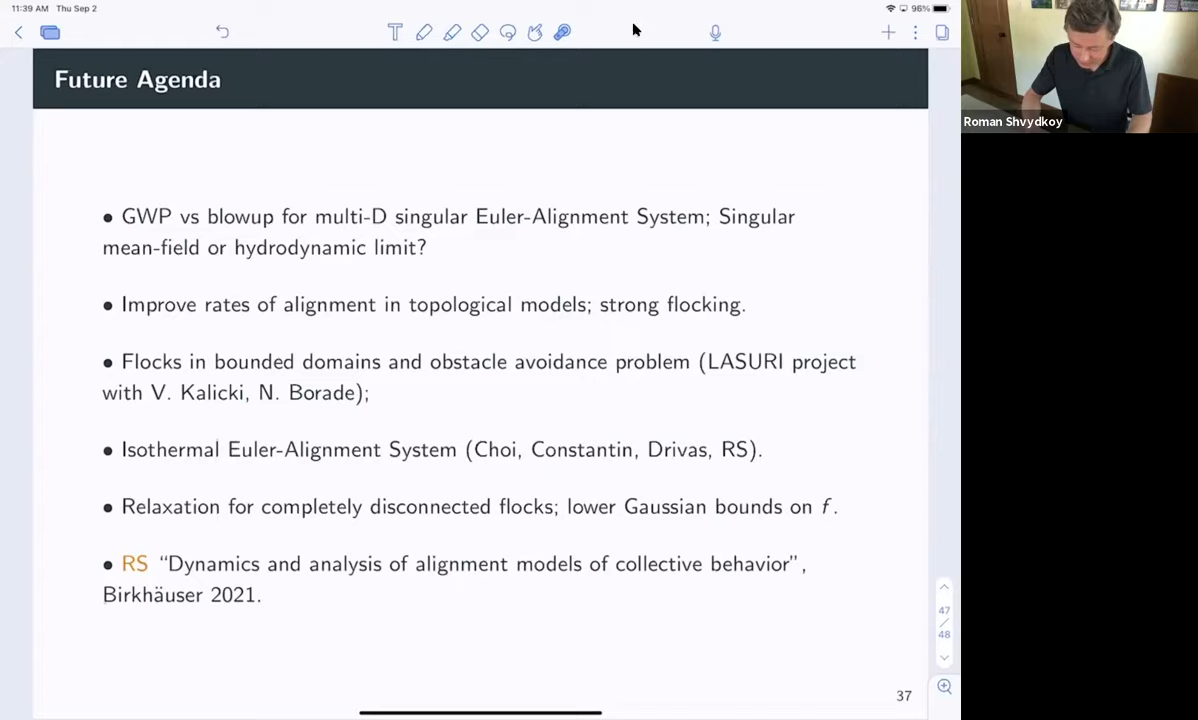 11:39 AM Thu Sep 2
96%
Future Agenda
• GWP vs blowup for multi-D singular Euler-Alignment System; Singular
mean-field or hydrodynamic limit?
• Improve rates of alignment in topological models; strong flocking.
• Flocks in bounded domains and obstacle avoidance problem (LASURI project
with V. Kalicki, N. Borade);
• Isothermal Euler-Alignment System (Choi, Constantin, Drivas, RS).
• Relaxation for completely disconnected flocks; lower Gaussian bounds on f.
• RS “Dynamics and analysis of alignment models of collective behavior”,
Birkhäuser 2021.
47
/
48
37
Roman Shvydkoy